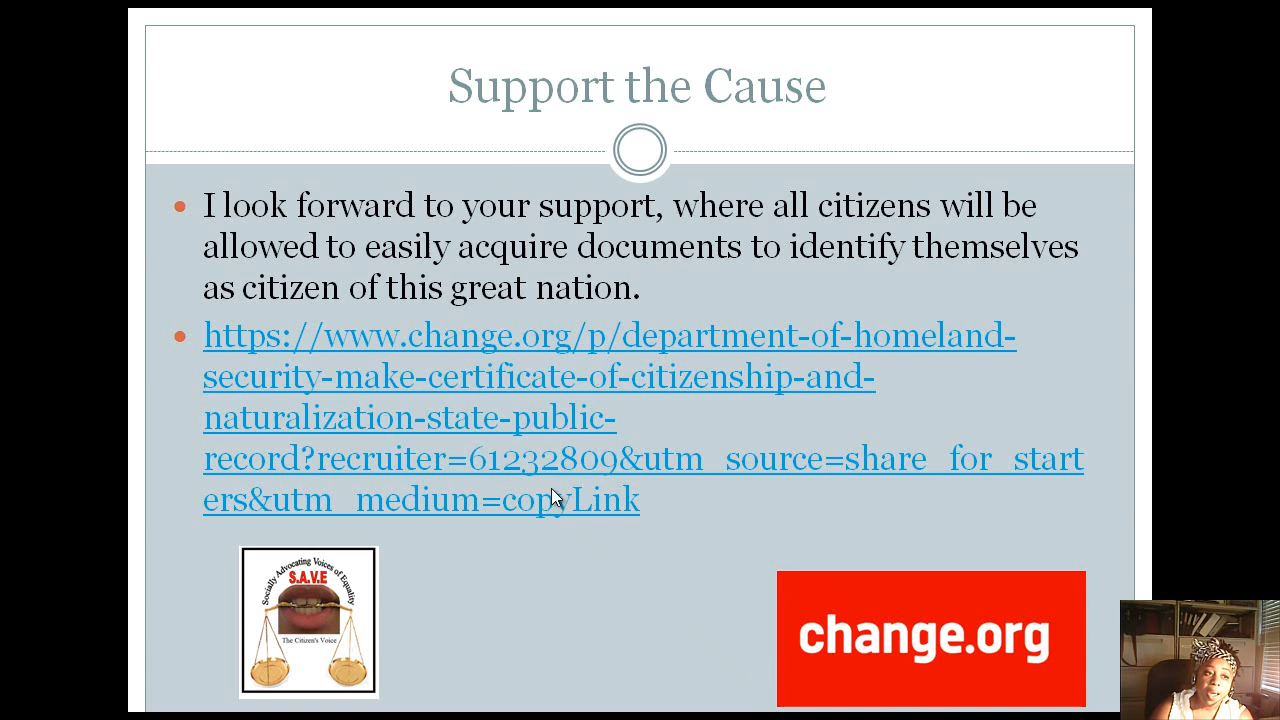 Support the Cause
I look forward to your support, where all citizens will be
allowed to easily acquire documents to identify themselves
as citizen of this great nation.
https://www.change.org/p/department-of-homeland-
security-make-certificate-of-citizenship-and-
naturalization-state-public-
record?recruiter=61232809&utm_source=share_for_start
ers&utm_medium=copyLink
Socially Advocating Voices of Equality
S.A.V.E
The Citizen's Voice
change.org